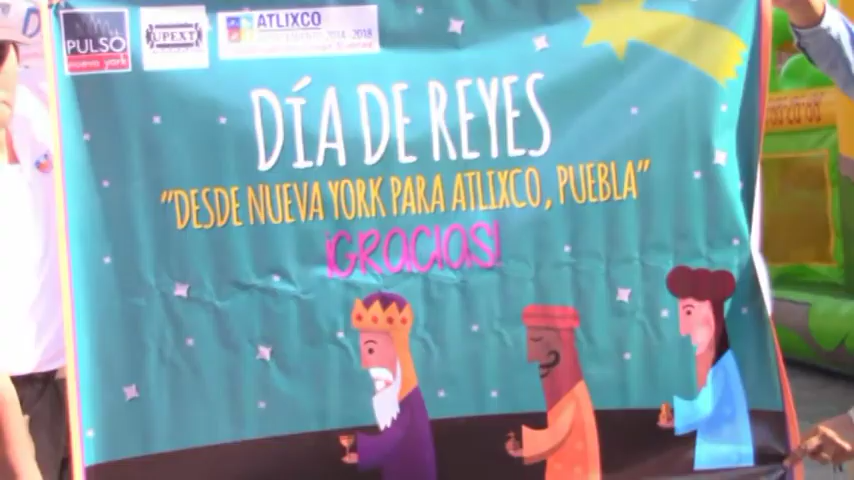 PULSO
nueva york
UPEXT
ATLIXCO
2014 - 2018
DÍA DE REYES
"DESDE NUEVA YORK PARA ATLIXCO, PUEBLA"
¡GRACIAS!